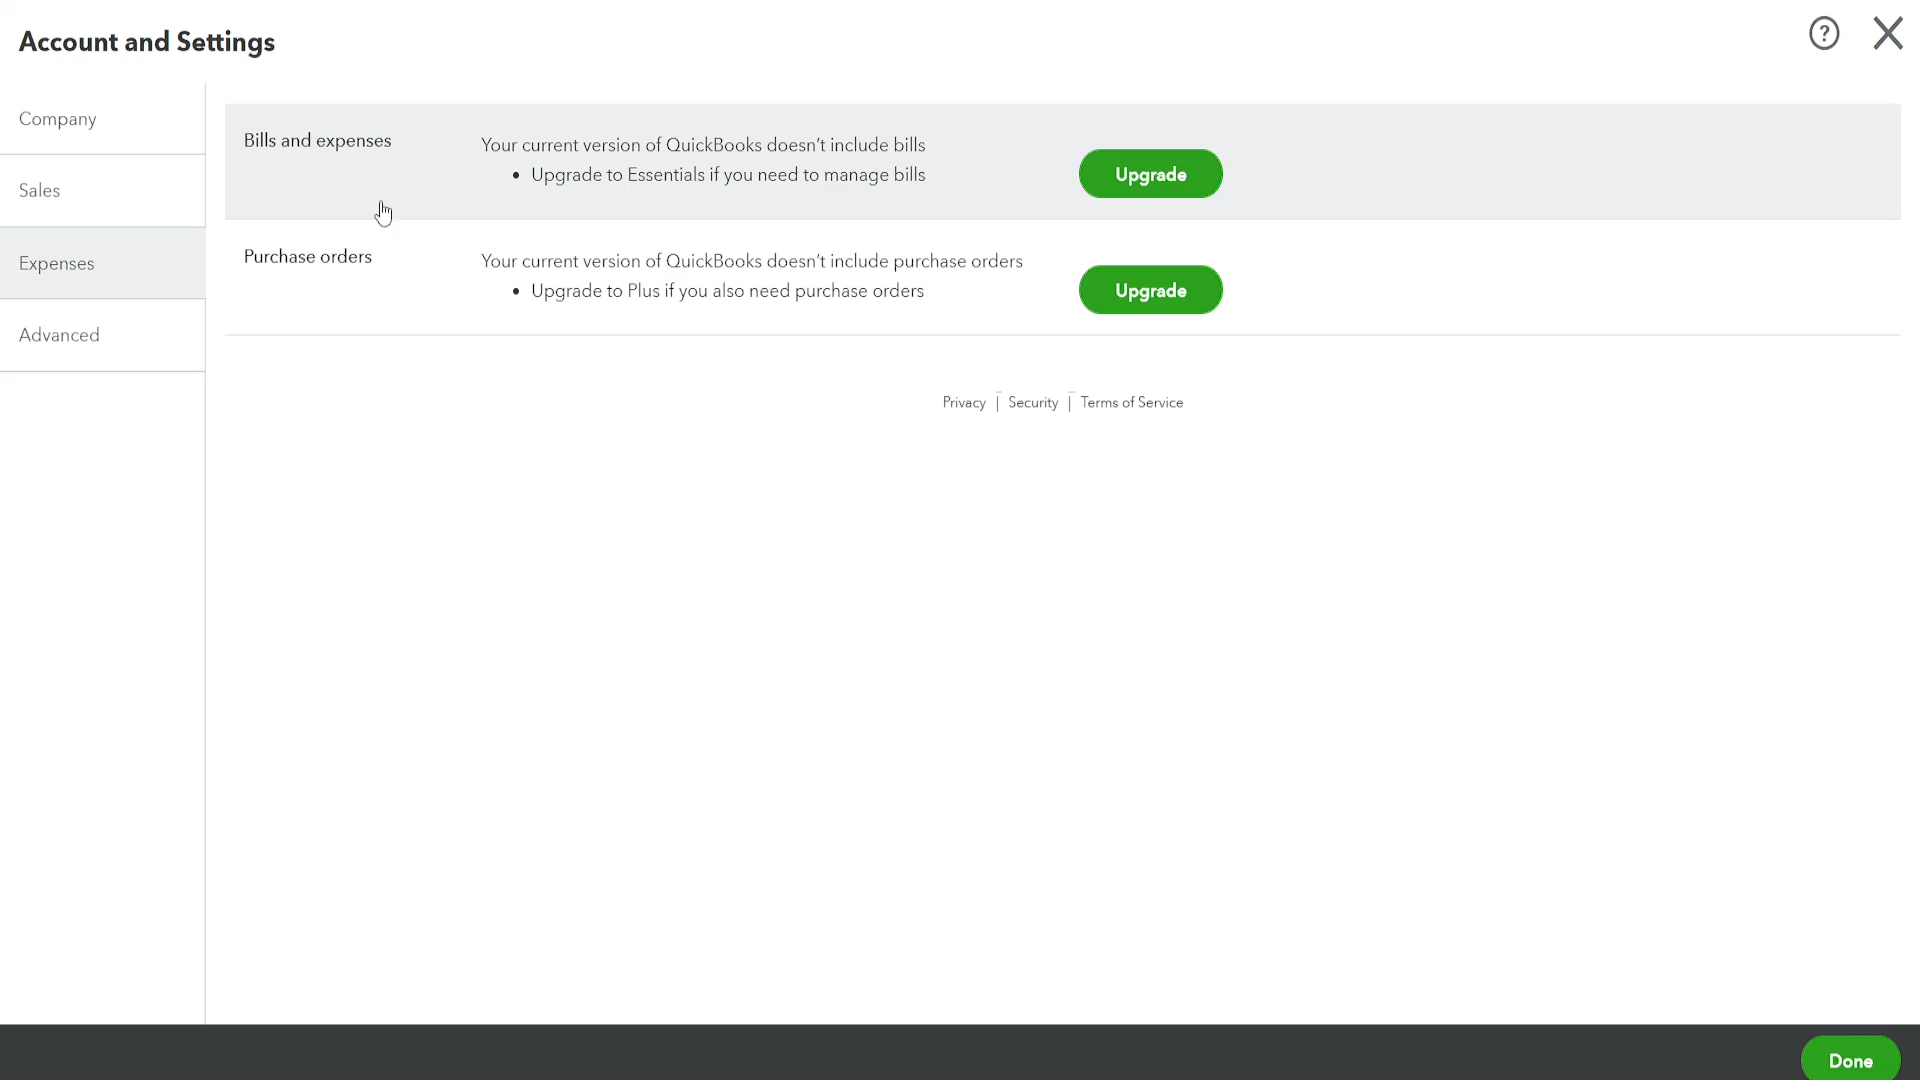 Account and Settings
?
Company
Sales
Expenses
Advanced
Bills and expenses
Your current version of QuickBooks doesn’t include bills
• Upgrade to Essentials if you need to manage bills
Upgrade
Purchase orders
Your current version of QuickBooks doesn’t include purchase orders
• Upgrade to Plus if you also need purchase orders
Upgrade
Privacy | Security | Terms of Service
Done